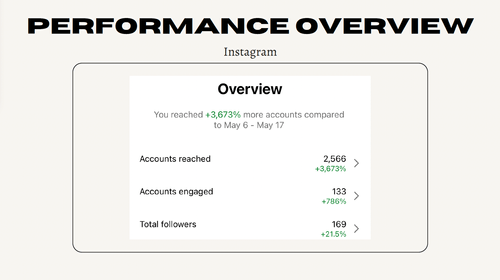 PERFORMANCE OVERVIEW
Instagram
Overview
You reached +3,673% more accounts compared
to May 6 - May 17
Accounts reached 2,566
+3,673%
Accounts engaged 133
+786%
Total followers 169
+21.5%